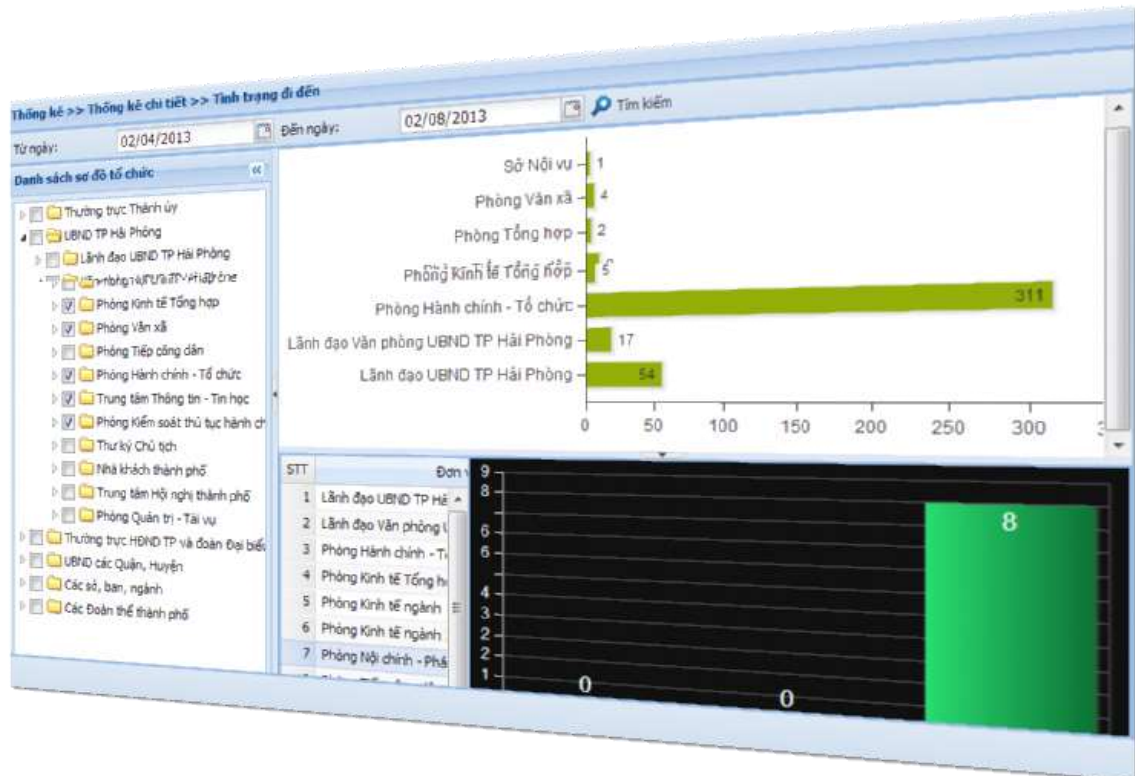 Thống kê >> Thống kê chi tiết >> Tình trạng đi đến
Từ ngày:
02/04/2013
Đến ngày:
02/08/2013
Tìm kiếm
Danh sách sơ đồ tổ chức
Thường trực Thành ủy
UBND TP Hải Phòng
Lãnh đạo UBND TP Hải Phòng
Phòng Kinh tế Tổng hợp
Phòng Văn xã
Phòng Tiếp công dân
Phòng Hành chính - Tổ chức
Trung tâm Thông tin - Tin học
Phòng Kiểm soát thủ tục hành ch
Thư ký Chủ tịch
Nhà khách thành phố
Trung tâm Hội nghị thành phố
Phòng Quản trị - Tài vụ
Thường trực HĐND TP và đoàn Đại biểu
UBND các Quận, Huyện
Các sở, ban, ngành
Các Đoàn thể thành phố
Sở Nội vụ 1
Phòng Văn xã 4
Phòng Tổng hợp 2
Phòng Kinh tế Tổng hợp 5
Phòng Hành chính - Tổ chức 311
Lãnh đạo Văn phòng UBND TP Hải Phòng 17
Lãnh đạo UBND TP Hải Phòng 54
0 50 100 150 200 250 300
STT Đơn v
1 Lãnh đạo UBND TP Hả
2 Lãnh đạo Văn phòng U
3 Phòng Hành chính - T
4 Phòng Kinh tế Tổng h
5 Phòng Kinh tế ngành
6 Phòng Kinh tế ngành
7 Phòng Nội chính - Phá
9
8
6
6
4
3
2
2
1
0
0
8